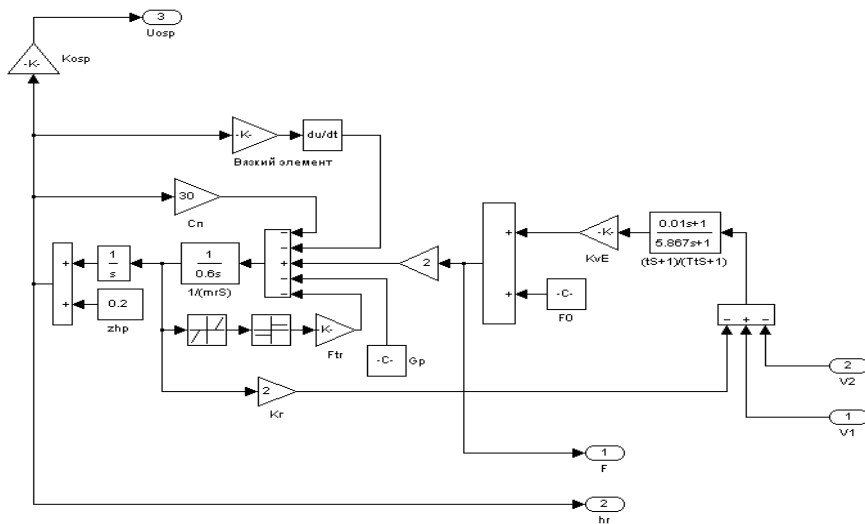 3
Uosp
-K-
Kosp
-K-
du/dt
Вязкий элемент
30
Cn
1
s
1
0.6s
1/(mrS)
0.2
zhp
K-
Ftr
-C-
Gp
2
Kr
2
-K-
KvE
0.01s+1
5.867s+1
(tS+1)/(TtS+1)
-C-
F0
2
V2
1
V1
1
F
2
hr